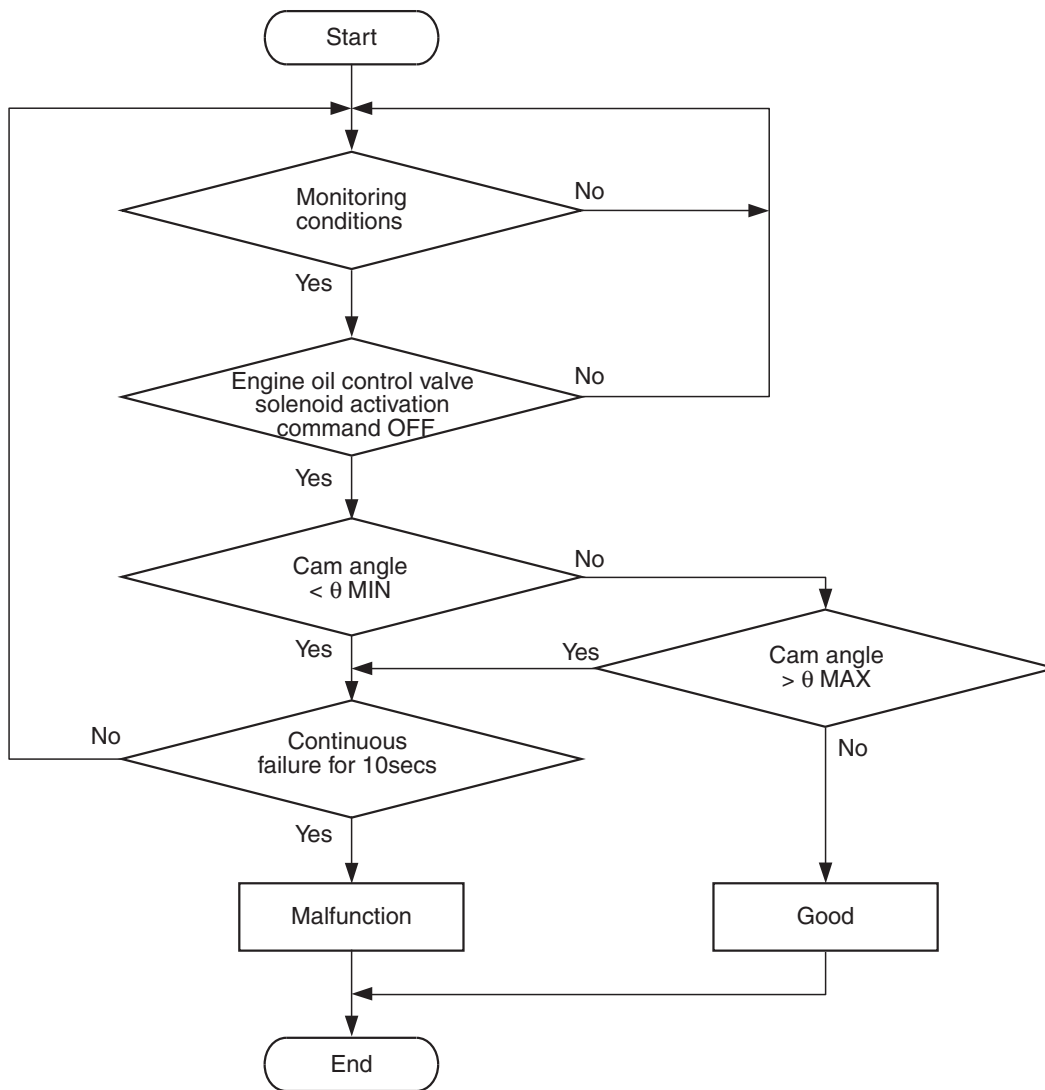 Start
Monitoring
conditions
No
Yes
Engine oil control valve
solenoid activation
command OFF
No
Yes
Cam angle
< θ MIN
No
Yes
Cam angle
> θ MAX
Yes
No
Continuous
failure for 10secs
No
Yes
Malfunction
Good
End